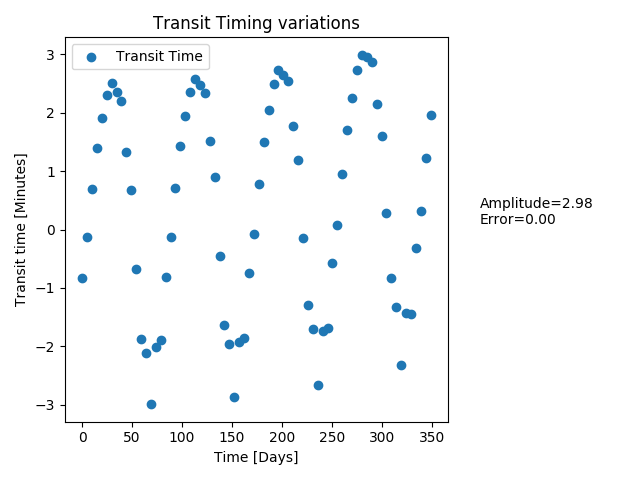 Transit Timing variations
Transit Time
Transit time [Minutes]
3
2
1
0
−1
−2
−3
0
50
100
150
200
250
300
350
Time [Days]
Amplitude=2.98
Error=0.00